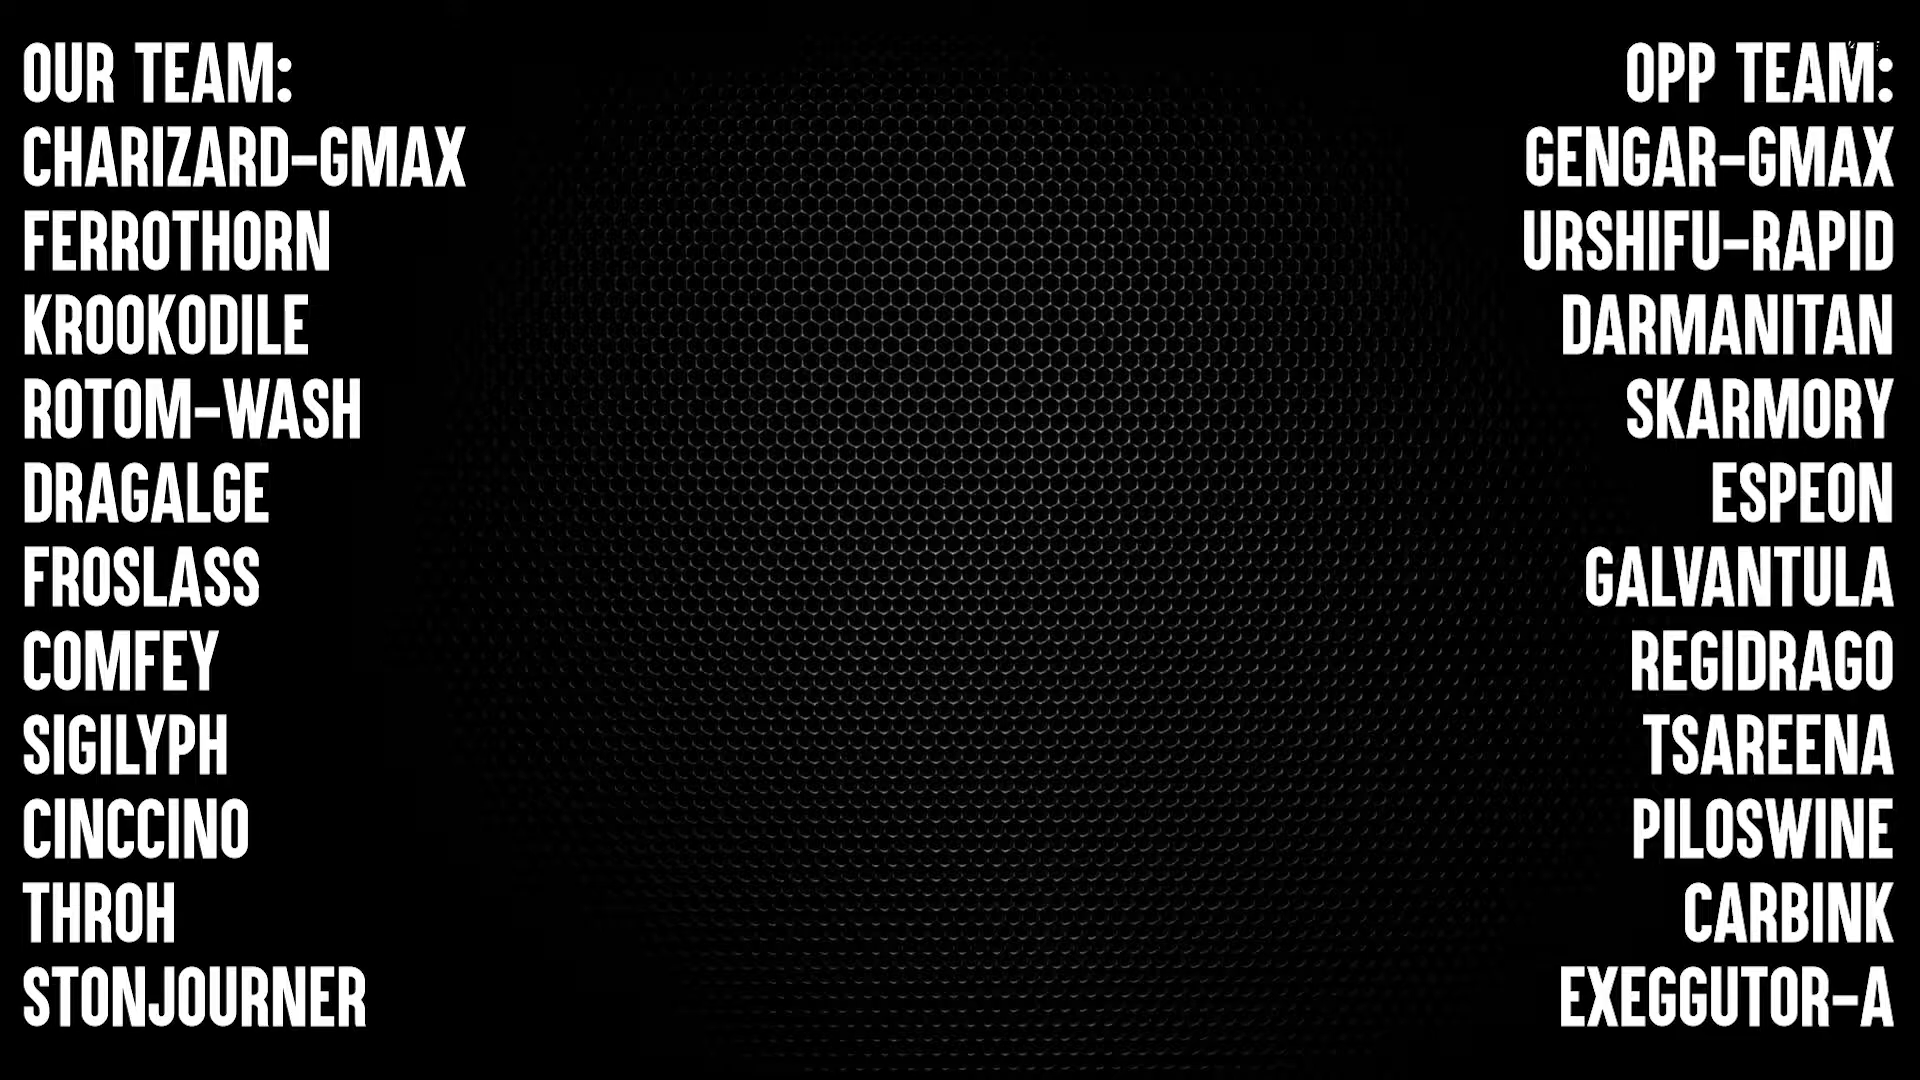 OUR TEAM:
CHARIZARD-GMAX
FERROTHORN
KROOKODILE
ROTOM-WASH
DRAGALGE
FROSLASS
COMFEY
SIGILYPH
CINCCINO
THROH
STONJOURNER
OPP TEAM:
GENGAR-GMAX
URSHIFU-RAPID
DARMANITAN
SKARMORY
ESPEON
GALVANTULA
REGIDRAGO
TSAREENA
PILOSWINE
CARBINK
EXEGGUTOR-A